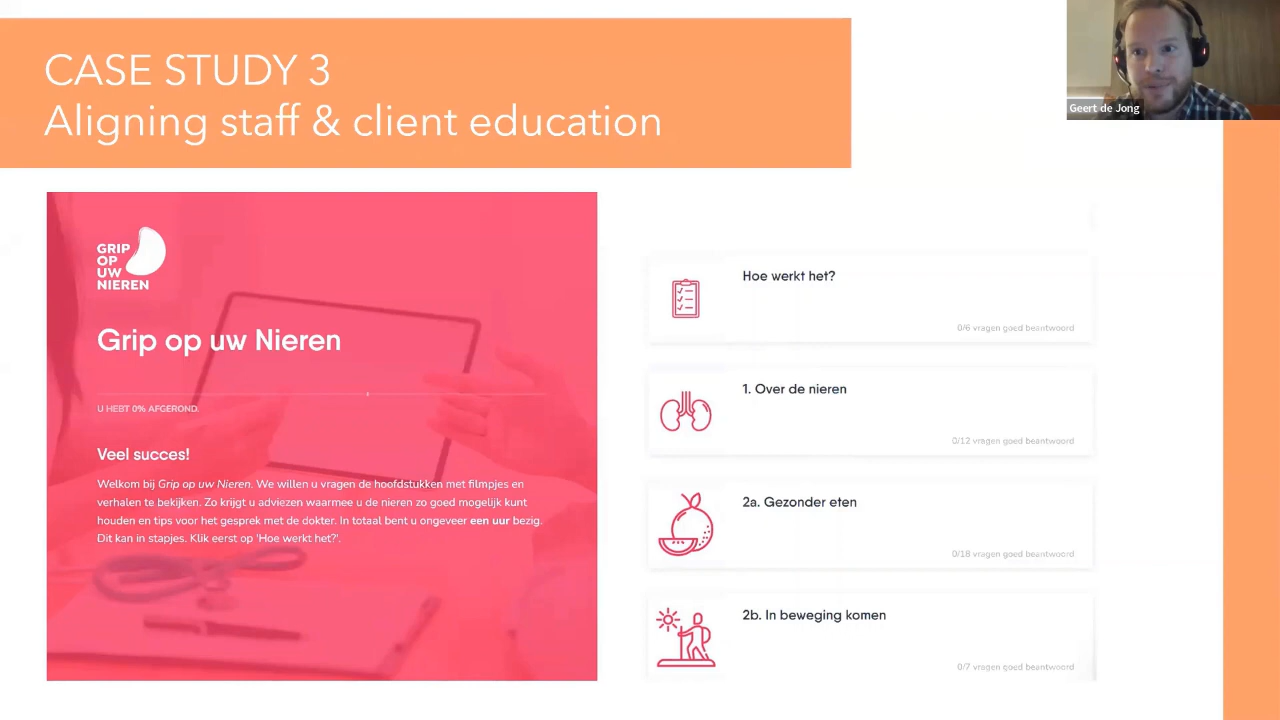 CASE STUDY 3
Aligning staff & client education
Geert de Jong
GRIP
OP
UW
NIEREN
Grip op uw Nieren
U HEBT 0% AFGEROND.
Veel succes!
Welkom bij Grip op uw Nieren. We willen u vragen de hoofdstukken met filmpjes en
verhalen te bekijken. Zo krijgt u adviezen waarmee u de nieren zo goed mogelijk kunt
houden en tips voor het gesprek met de dokter. In totaal bent u ongeveer een uur bezig.
Dit kan in stapjes. Klik eerst op 'Hoe werkt het?'.
Hoe werkt het?
0/6 vragen goed beantwoord
1. Over de nieren
0/12 vragen goed beantwoord
2a. Gezonder eten
0/18 vragen goed beantwoord
2b. In beweging komen
0/7 vragen goed beantwoord